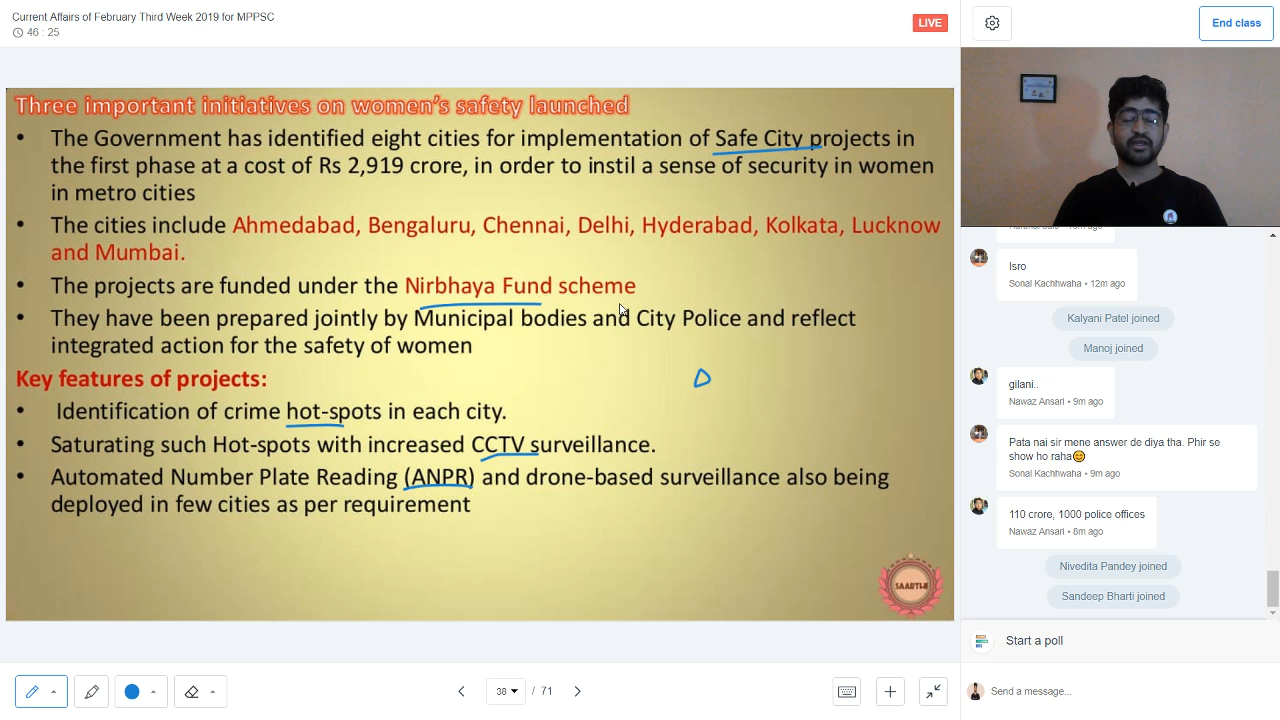 Current Affairs of February Third Week 2019 for MPPSC
46 : 25
LIVE
End class
Three important initiatives on women's safety launched
• The Government has identified eight cities for implementation of Safe City projects in
the first phase at a cost of Rs 2,919 crore, in order to instil a sense of security in women
in metro cities
• The cities include Ahmedabad, Bengaluru, Chennai, Delhi, Hyderabad, Kolkata, Lucknow
and Mumbai.
• The projects are funded under the Nirbhaya Fund scheme
• They have been prepared jointly by Municipal bodies and City Police and reflect
integrated action for the safety of women
Key features of projects:
• Identification of crime hot-spots in each city.
• Saturating such Hot-spots with increased CCTV surveillance.
• Automated Number Plate Reading (ANPR) and drone-based surveillance also being
deployed in few cities as per requirement
SAARTHI
38 / 71
Isro
Sonal Kachhwaha • 12m ago
Kalyani Patel joined
Manoj joined
gilani..
Nawaz Ansari • 9m ago
Pata nai sir mene answer de diya tha. Phir se
show ho raha😊
Sonal Kachhwaha • 9m ago
110 crore, 1000 police offices
Nawaz Ansari • 8m ago
Nivedita Pandey joined
Sandeep Bharti joined
Start a poll
Send a message...